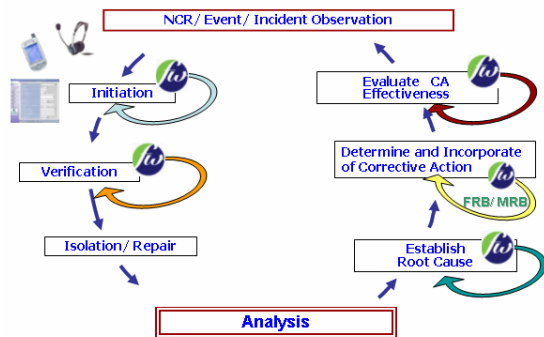 NCR/ Event/ Incident Observation
Initiation
Verification
Isolation/ Repair
Analysis
Establish
Root Cause
Determine and Incorporate
of Corrective Action
FRB/ MRB
Evaluate CA
Effectiveness